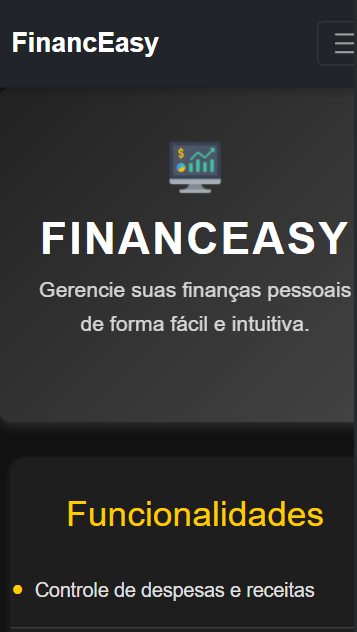 FinancEasy
FINANCEASY
Gerencie suas finanças pessoais
de forma fácil e intuitiva.
Funcionalidades
Controle de despesas e receitas